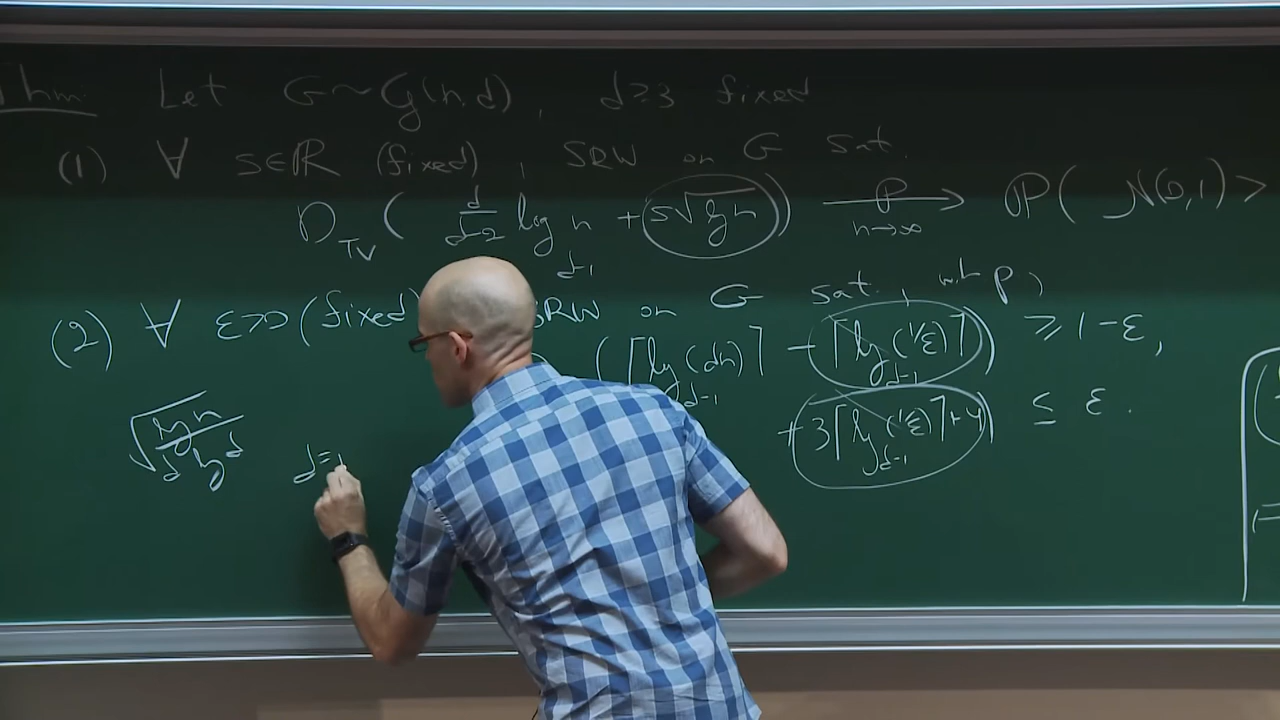 Thm. Let G ~ G(n,d), d≥3 fixed
(1) ∀ s∈ℝ (fixed), SRW on G sat.
D_TV ( d/(d-2) log_{d-1} n + s√(log n) ) →^P_{n→∞} ℙ( N(0,1) >
(2) ∀ ε>0 (fixed) SRW on G sat., whp,
(⌈log_{d-1}(dn)⌉ - ⌈log_{d-1}(1/ε)⌉) ≥ 1-ε,
+3⌈log_{d-1}(1/ε)⌉+4) ≤ ε.
√(log n / d log d) d=